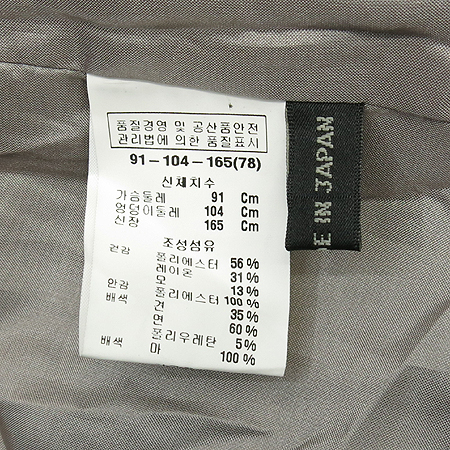 품질경영 및 공산품안전
관리법에 의한 품질표시
91-104-165(78)
신체치수
가슴둘레 91 Cm
엉덩이둘레 104 Cm
신장 165 Cm
조성섬유
겉감 폴리에스터 56%
레이온 31%
모 13%
안감 폴리에스터 100%
배색 견 35%
면 60%
폴리우레탄 5%
배색 마 100%
E IN JAPAN